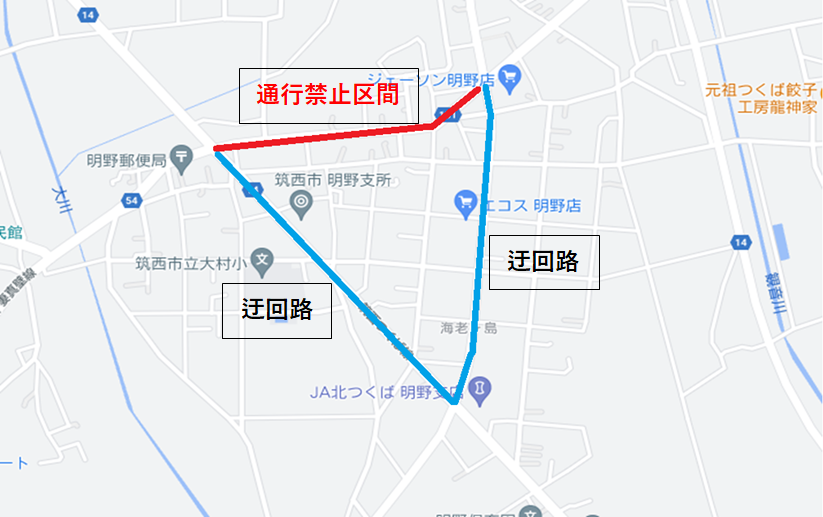 14
ジェーソン明野店
通行禁止区間
元祖つくば餃子
工房龍神家
明野郵便局
筑西市 明野支所
大川
54
エコス 明野店
民館
14
迂回路
筑西市立大村小
迂回路
海老ヶ島
JA北つくば 明野支店
ート